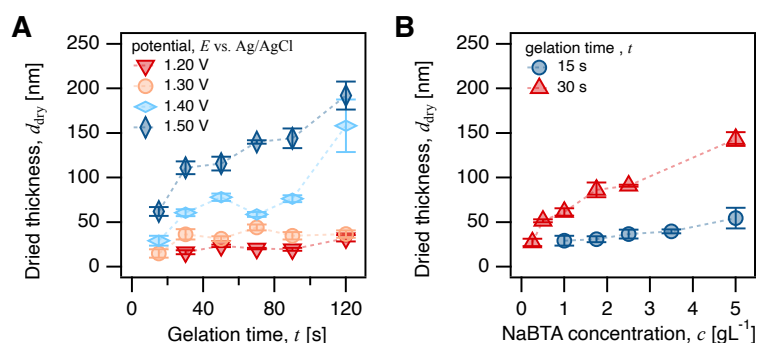 A
potential, E vs. Ag/AgCl
1.20 V
1.30 V
1.40 V
1.50 V
250
200
150
100
50
0
Dried thickness, d_dry [nm]
0 40 80 120
Gelation time, t [s]
B
gelation time , t
15 s
30 s
250
200
150
100
50
0
Dried thickness, d_dry [nm]
0 1 2 3 4 5
NaBTA concentration, c [gL⁻¹]